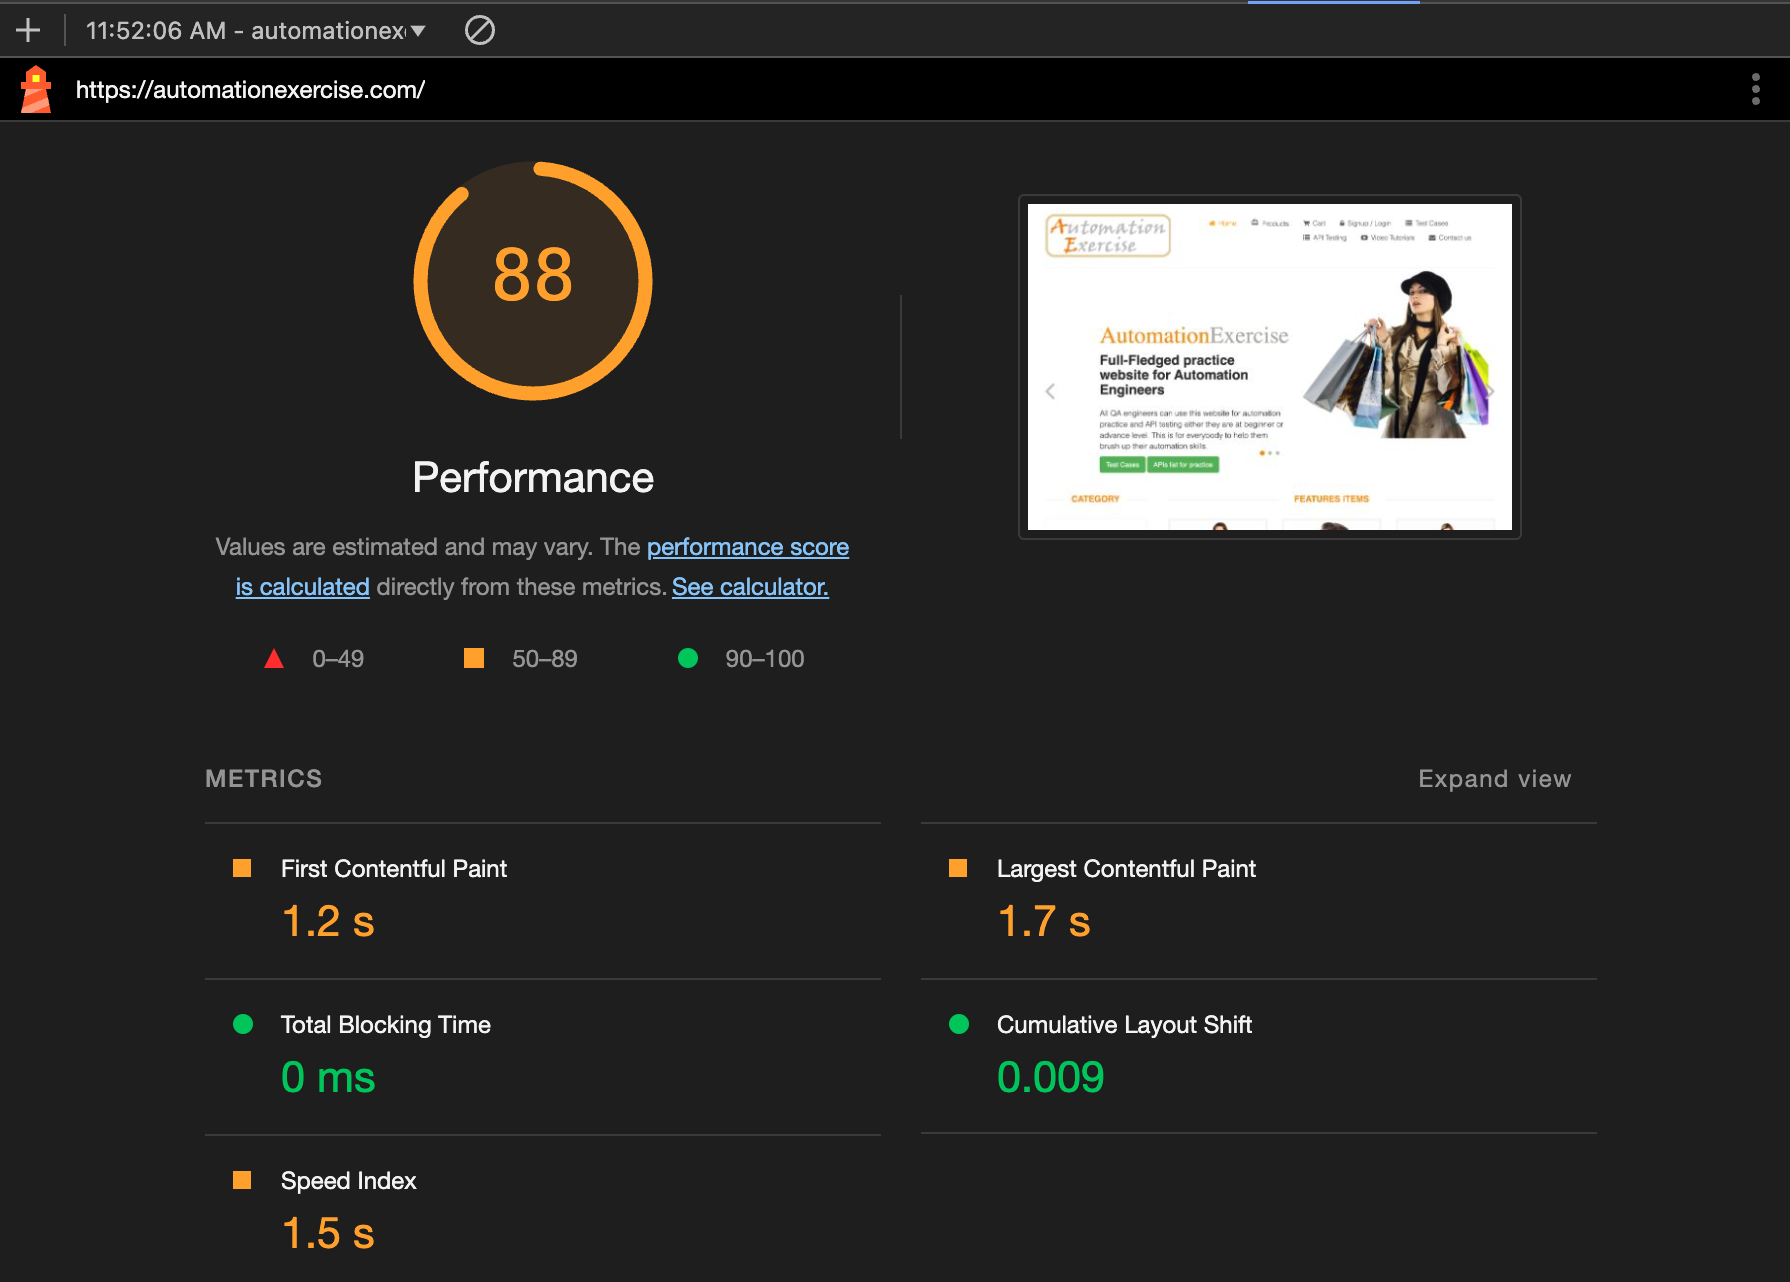 11:52:06 AM - automationex
https://automationexercise.com/
88
Performance
Values are estimated and may vary. The performance score
is calculated directly from these metrics. See calculator.
0–49
50–89
90–100
Automation
Exercise
Home Products Cart Signup / Login Test Cases
API Testing Video Tutorials Contact us
AutomationExercise
Full-Fledged practice
website for Automation
Engineers
All QA engineers can use this website for automation
practice and API testing either they are at beginner or
advance level. This is for everybody to help them
brush up their automation skills.
Test Cases APIs list for practice
CATEGORY
FEATURES ITEMS
METRICS
Expand view
First Contentful Paint
1.2 s
Largest Contentful Paint
1.7 s
Total Blocking Time
0 ms
Cumulative Layout Shift
0.009
Speed Index
1.5 s